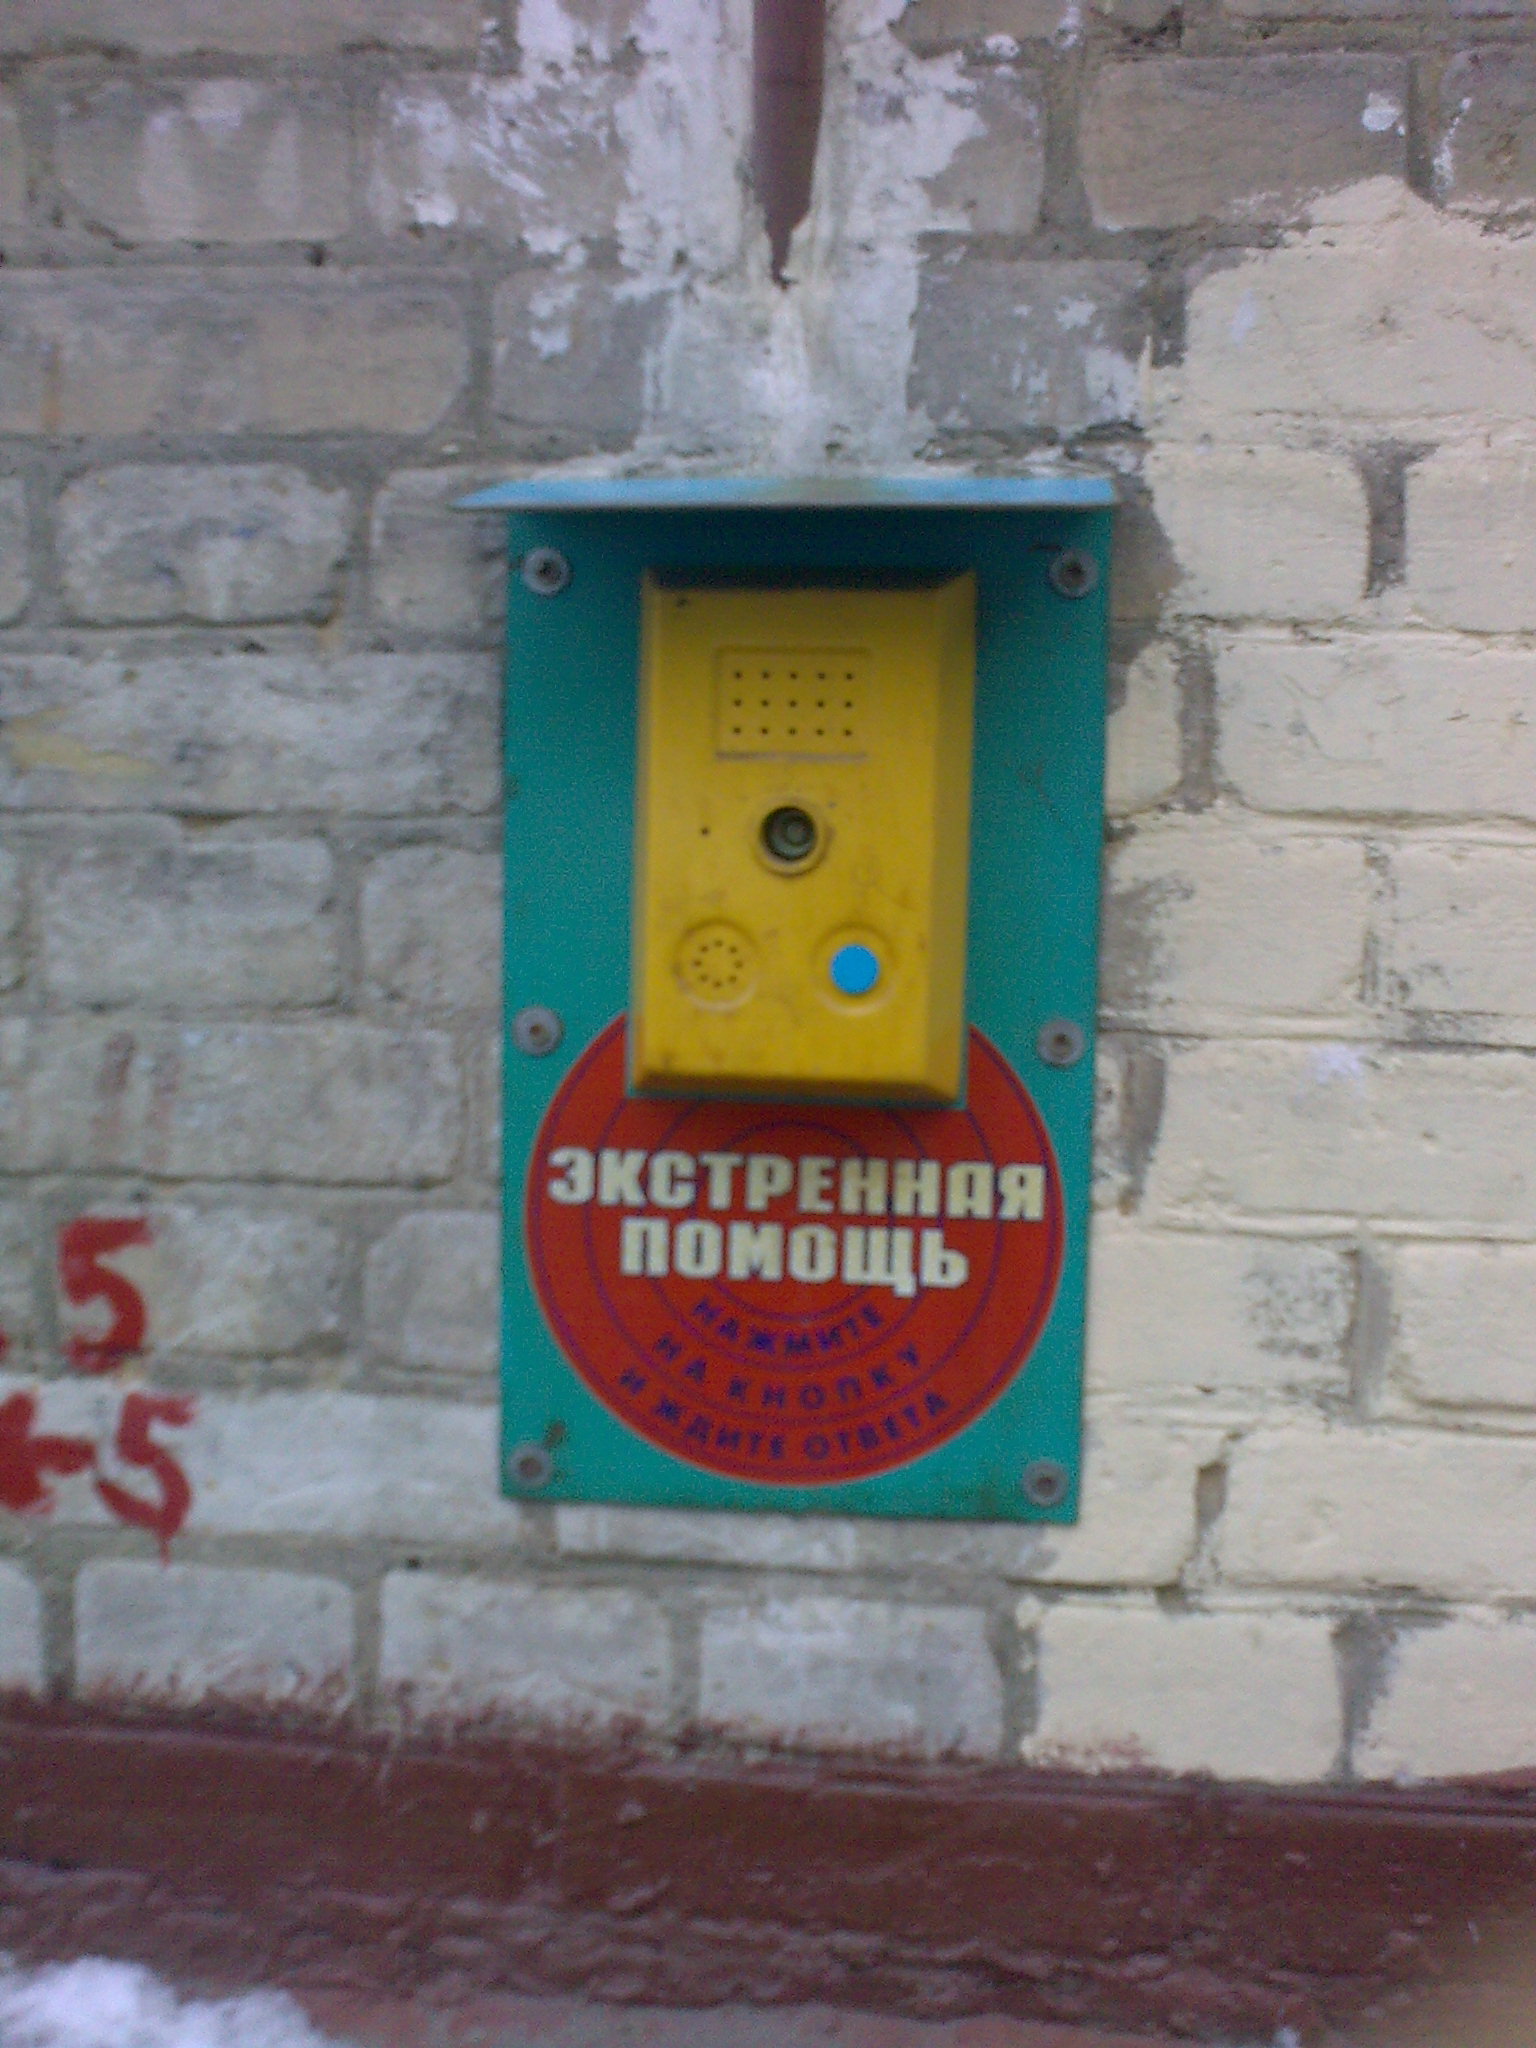 ЭКСТРЕННАЯ
ПОМОЩЬ
НАЖМИТЕ
НА КНОПКУ
И ЖДИТЕ ОТВЕТА
5
5